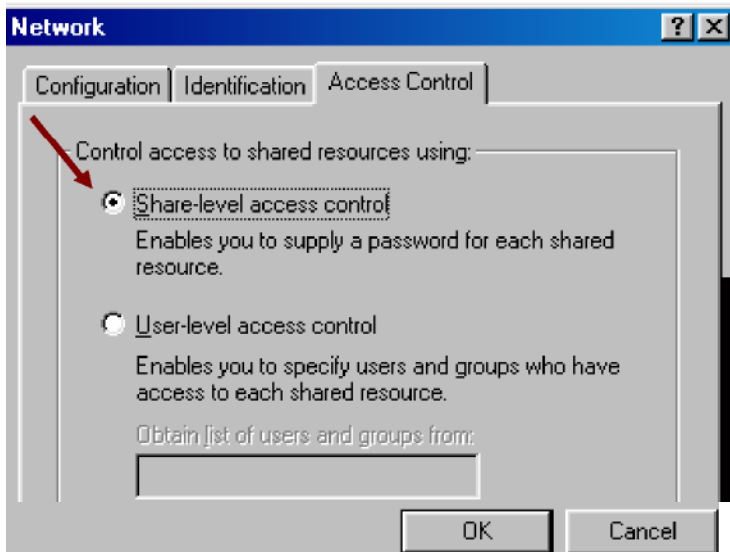 Network
Configuration Identification Access Control
Control access to shared resources using:
Share-level access control
Enables you to supply a password for each shared
resource.
User-level access control
Enables you to specify users and groups who have
access to each shared resource.
Obtain list of users and groups from:
OK Cancel